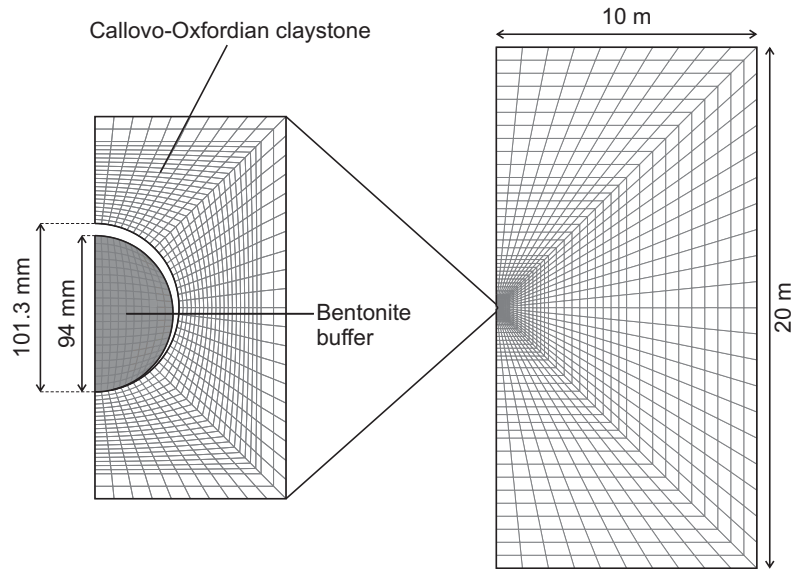 Callovo-Oxfordian claystone
10 m
101.3 mm
94 mm
Bentonite
buffer
20 m